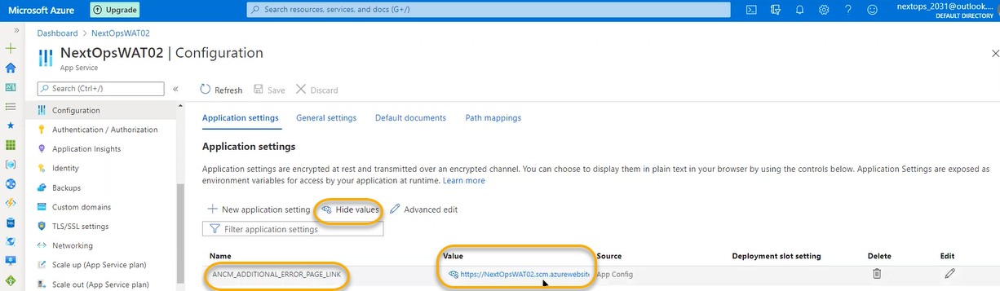 Microsoft Azure
Upgrade
Search resources, services, and docs (G+/)
nextops_2031@outlook....
DEFAULT DIRECTORY
Dashboard > NextOpsWAT02
NextOpsWAT02 | Configuration
App Service
Search (Ctrl+/)
Refresh
Save
Discard
Configuration
Authentication / Authorization
Application Insights
Identity
Backups
Custom domains
TLS/SSL settings
Networking
Scale up (App Service plan)
Scale out (App Service plan)
Application settings
General settings
Default documents
Path mappings
Application settings
Application settings are encrypted at rest and transmitted over an encrypted channel. You can choose to display them in plain text in your browser by using the controls below. Application Settings are exposed as
environment variables for access by your application at runtime. Learn more
New application setting
Hide values
Advanced edit
Filter application settings
Name Value Source Deployment slot setting Delete Edit
ANCM_ADDITIONAL_ERROR_PAGE_LINK https://NextOpsWAT02.scm.azurewebsite App Config